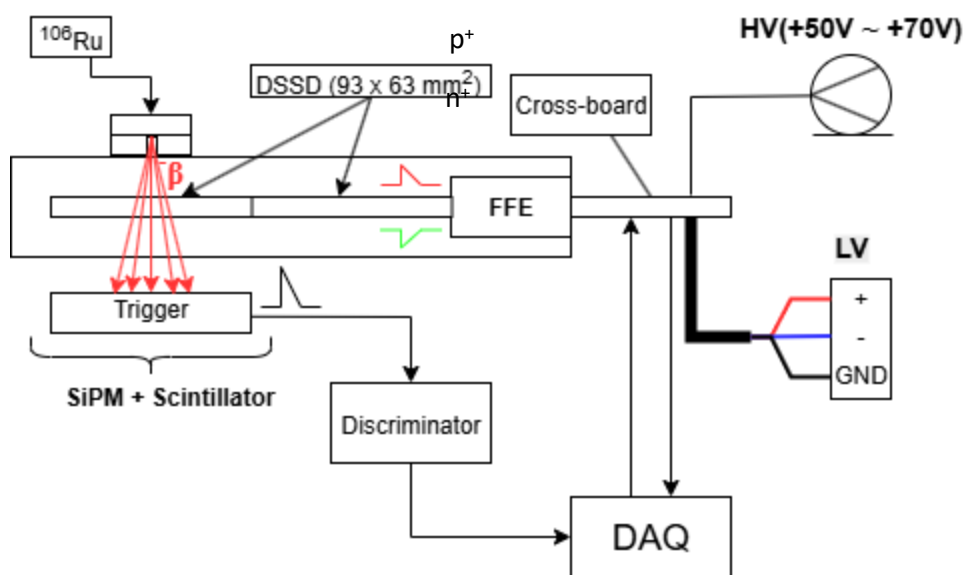 HV(+50V ~ +70V)
¹⁰⁶Ru
p⁺
DSSD (93 x 63 mm²)
n⁺
Cross-board
β
FFE
LV
+
-
GND
Trigger
SiPM + Scintillator
Discriminator
DAQ